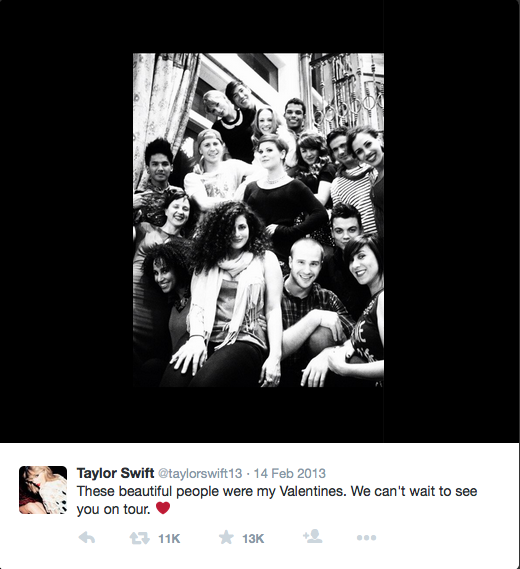 Taylor Swift @taylorswift13 · 14 Feb 2013
These beautiful people were my Valentines. We can't wait to see
you on tour. ❤
11K 13K